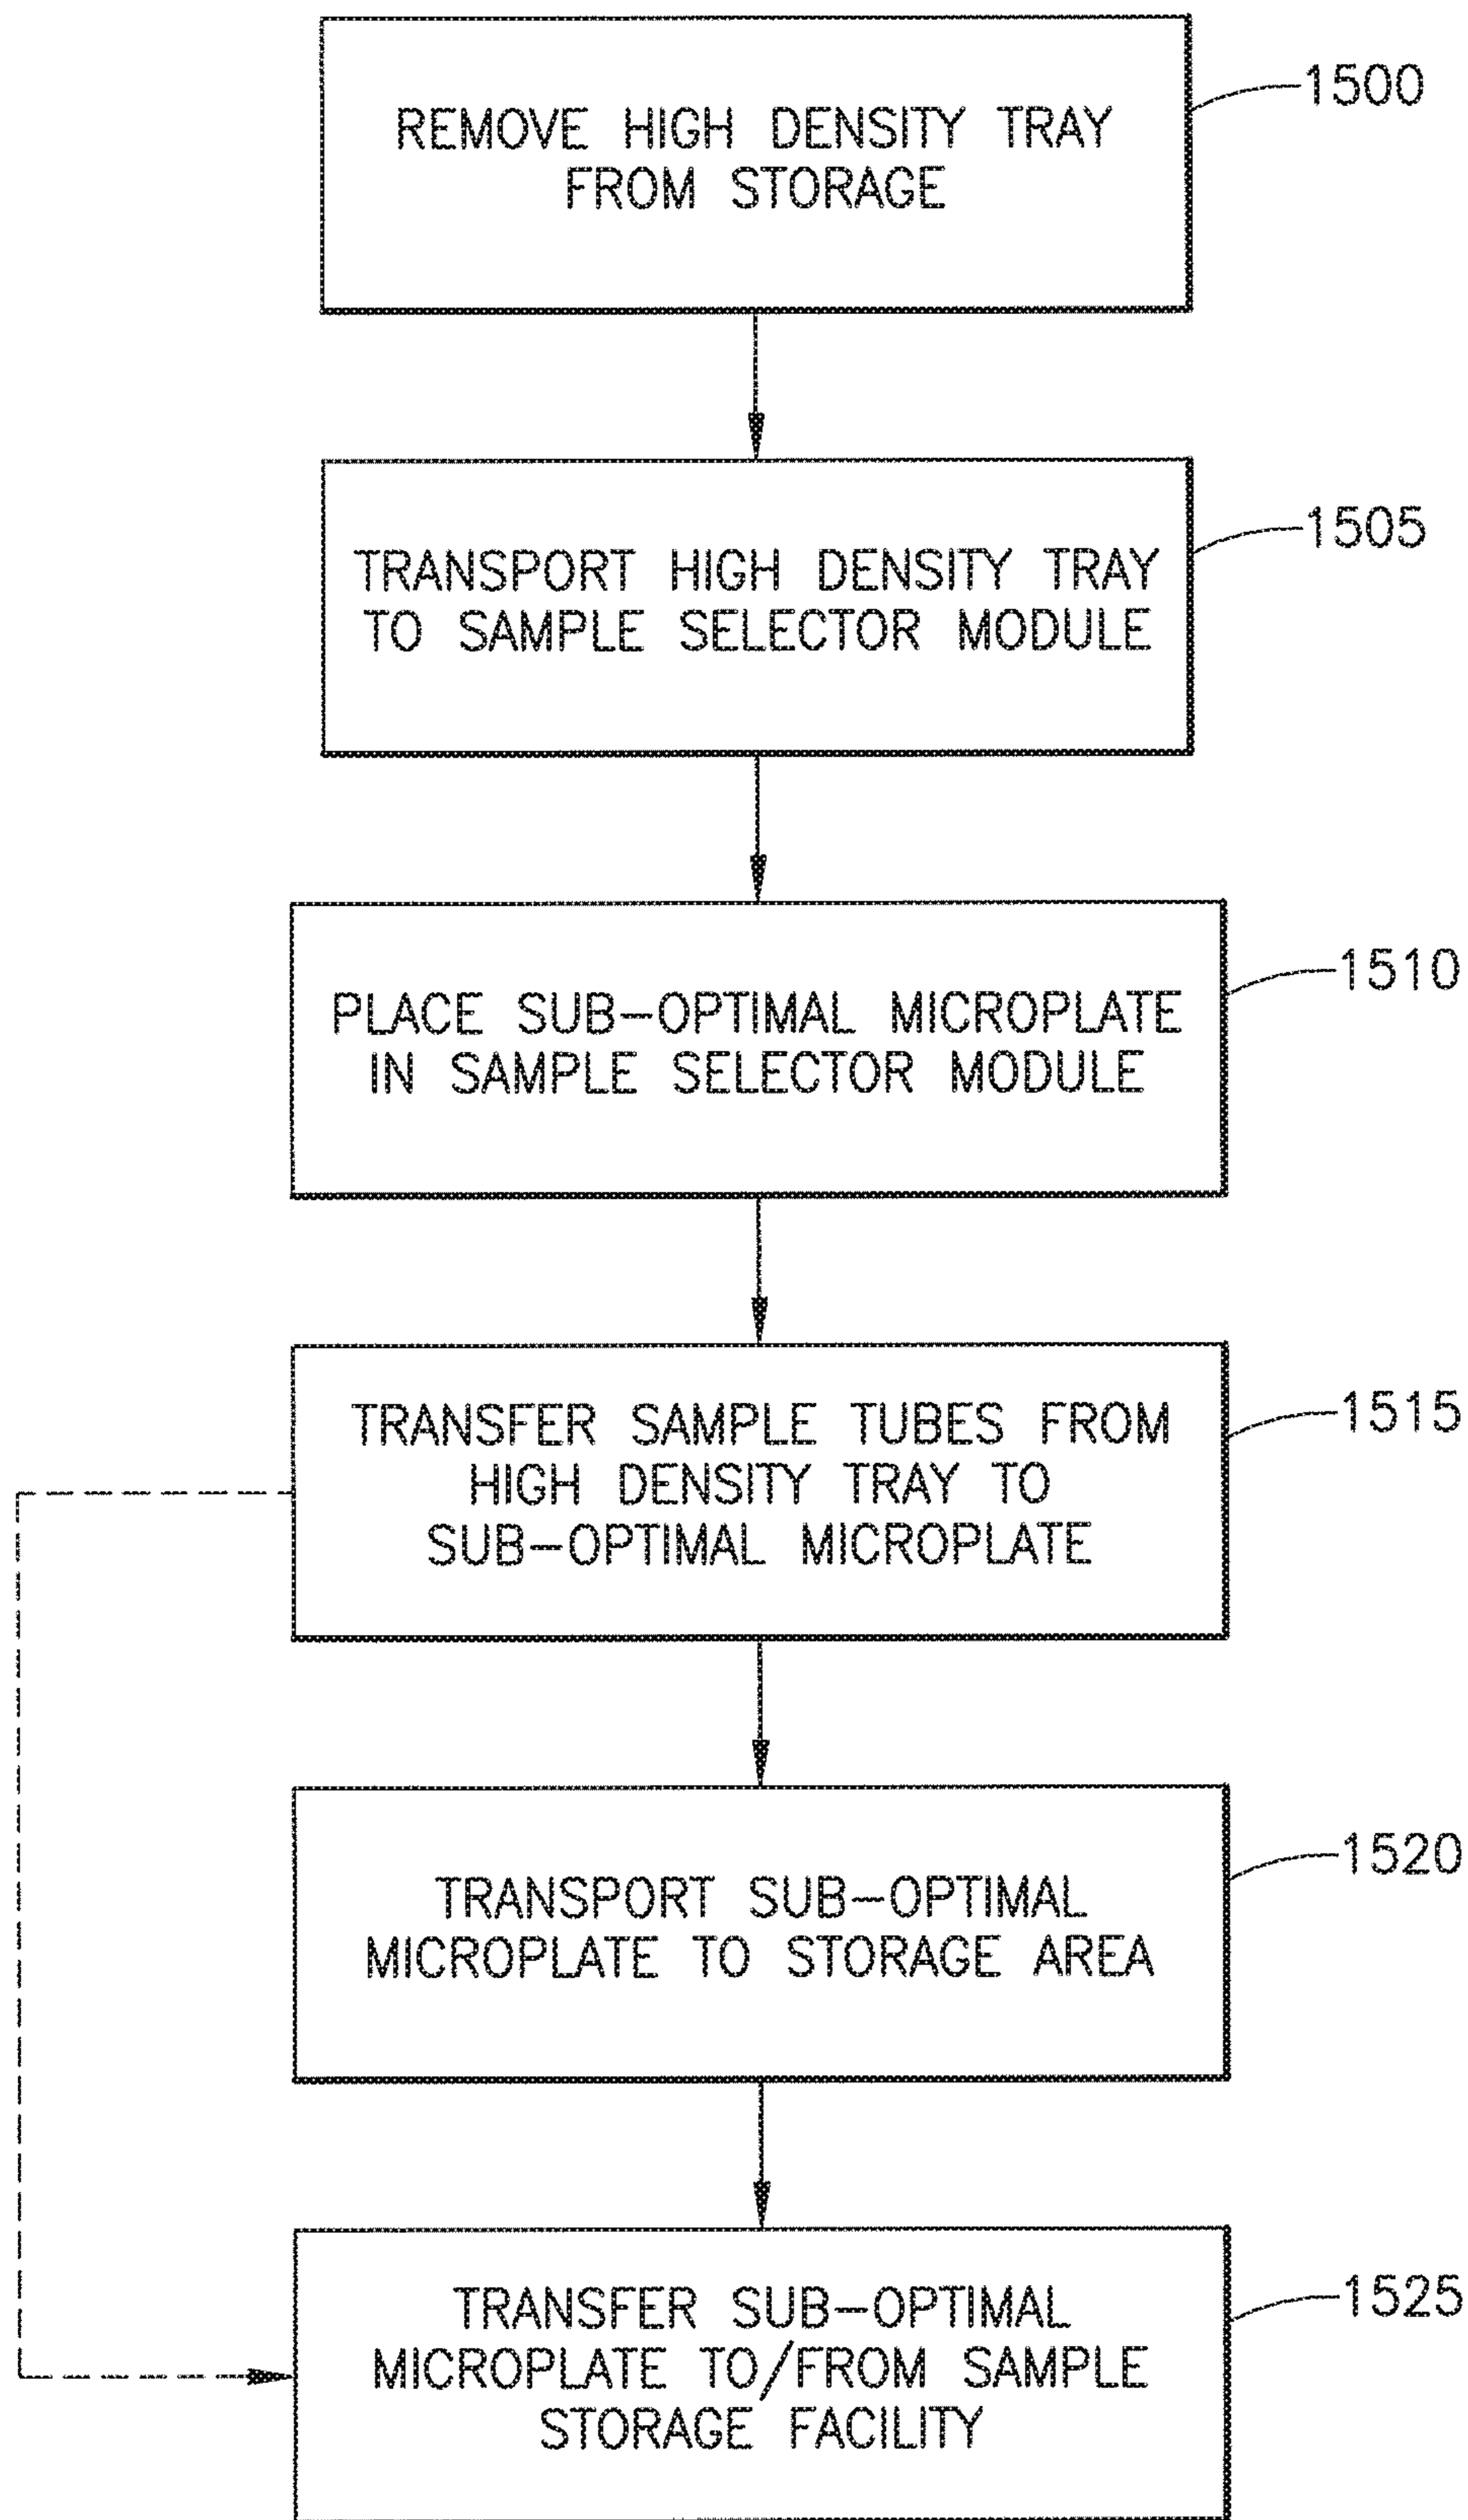 REMOVE HIGH DENSITY TRAY
FROM STORAGE
1500
TRANSPORT HIGH DENSITY TRAY
TO SAMPLE SELECTOR MODULE
1505
PLACE SUB-OPTIMAL MICROPLATE
IN SAMPLE SELECTOR MODULE
1510
TRANSFER SAMPLE TUBES FROM
HIGH DENSITY TRAY TO
SUB-OPTIMAL MICROPLATE
1515
TRANSPORT SUB-OPTIMAL
MICROPLATE TO STORAGE AREA
1520
TRANSFER SUB-OPTIMAL
MICROPLATE TO/FROM SAMPLE
STORAGE FACILITY
1525